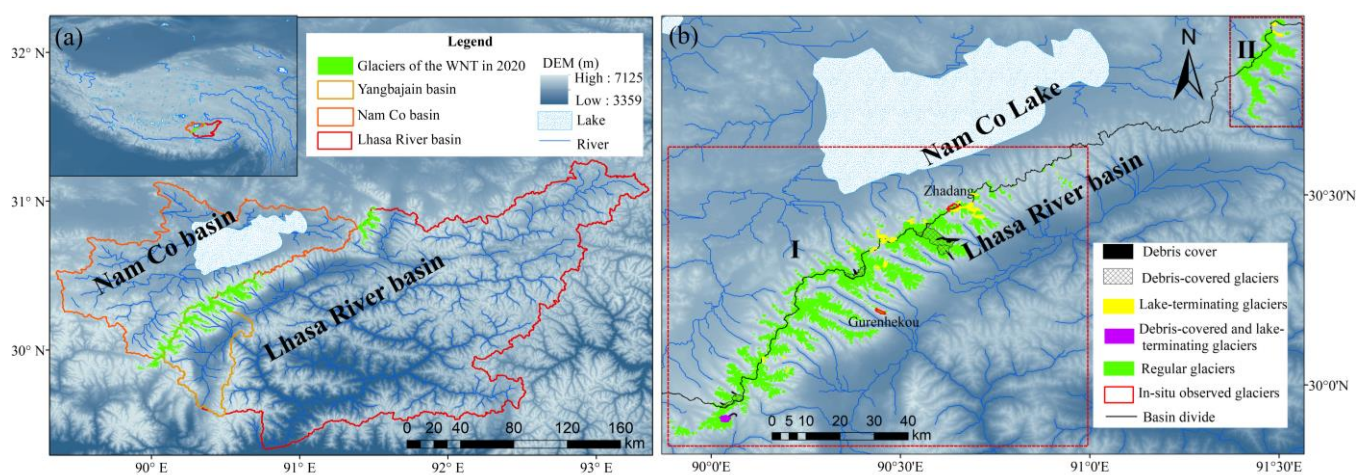 (a)
32° N
31° N
30° N
90° E
91° E
92° E
93° E
Legend
Glaciers of the WNT in 2020
Yangbajain basin
Nam Co basin
Lhasa River basin
DEM (m)
High : 7125
Low : 3359
Lake
River
Nam Co basin
Lhasa River basin
0 20 40 80 120 160
km
(b)
N
II
Nam Co Lake
Zhadang
Lhasa River basin
I
Gurenhekou
30°30'N
30°0'N
Debris cover
Debris-covered glaciers
Lake-terminating glaciers
Debris-covered and lake-
terminating glaciers
Regular glaciers
In-situ observed glaciers
Basin divide
0 5 10 20 30 40
km
90°0'E
90°30'E
91°0'E
91°30'E